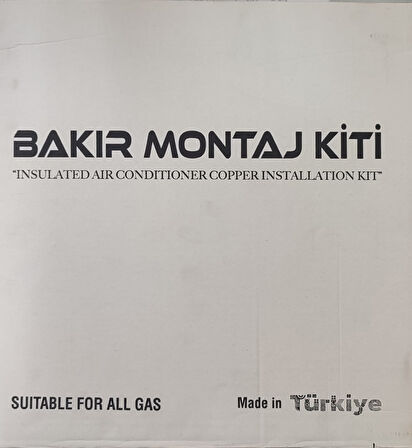 BAKIR MONTAJ KİTİ
"INSULATED AIR CONDITIONER COPPER INSTALLATION KIT"
SUITABLE FOR ALL GAS
Made in Türkiye